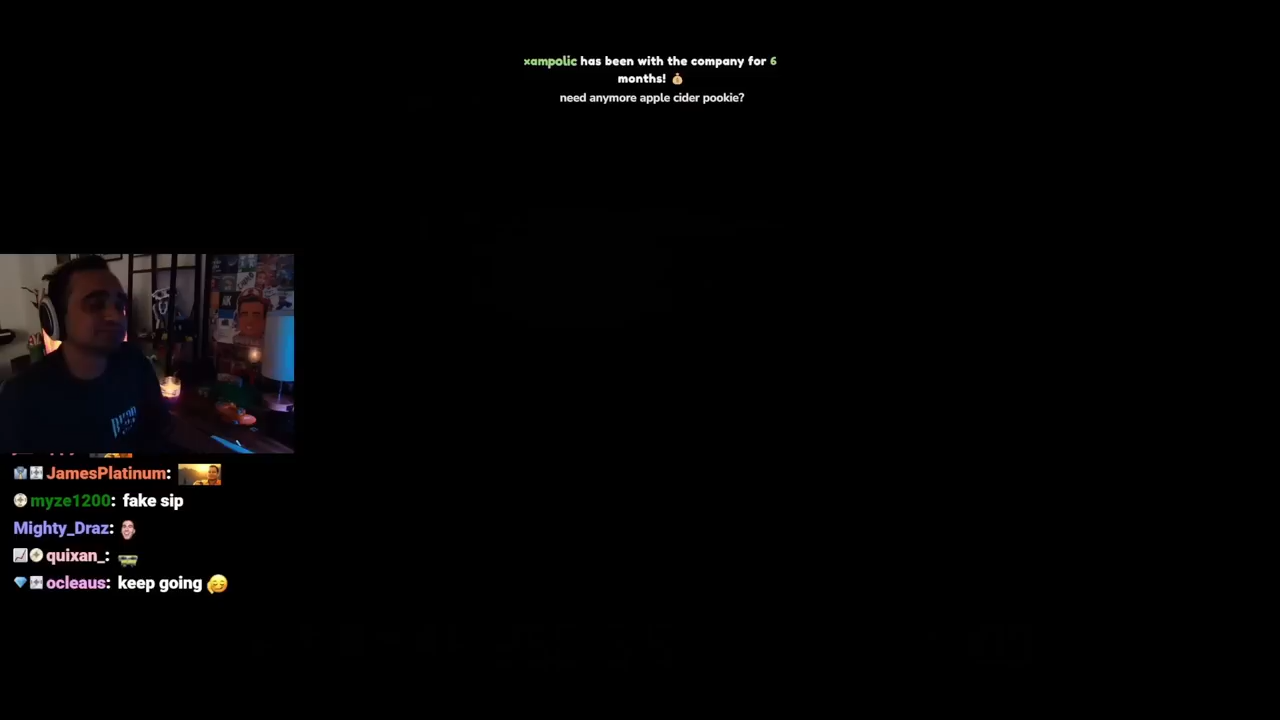 xampolic has been with the company for 6
months! 💰
need anymore apple cider pookie?
JamesPlatinum:
myze1200: fake sip
Mighty_Draz:
quixan_:
ocleaus: keep going 🥰